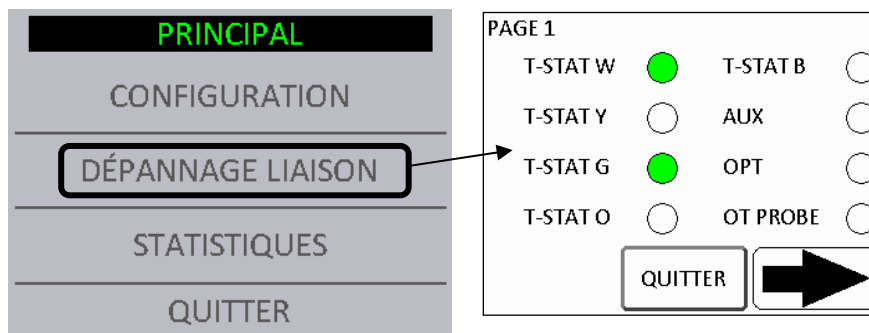 PRINCIPAL
CONFIGURATION
DÉPANNAGE LIAISON
STATISTIQUES
QUITTER
PAGE 1
T-STAT W T-STAT B
T-STAT Y AUX
T-STAT G OPT
T-STAT O OT PROBE
QUITTER